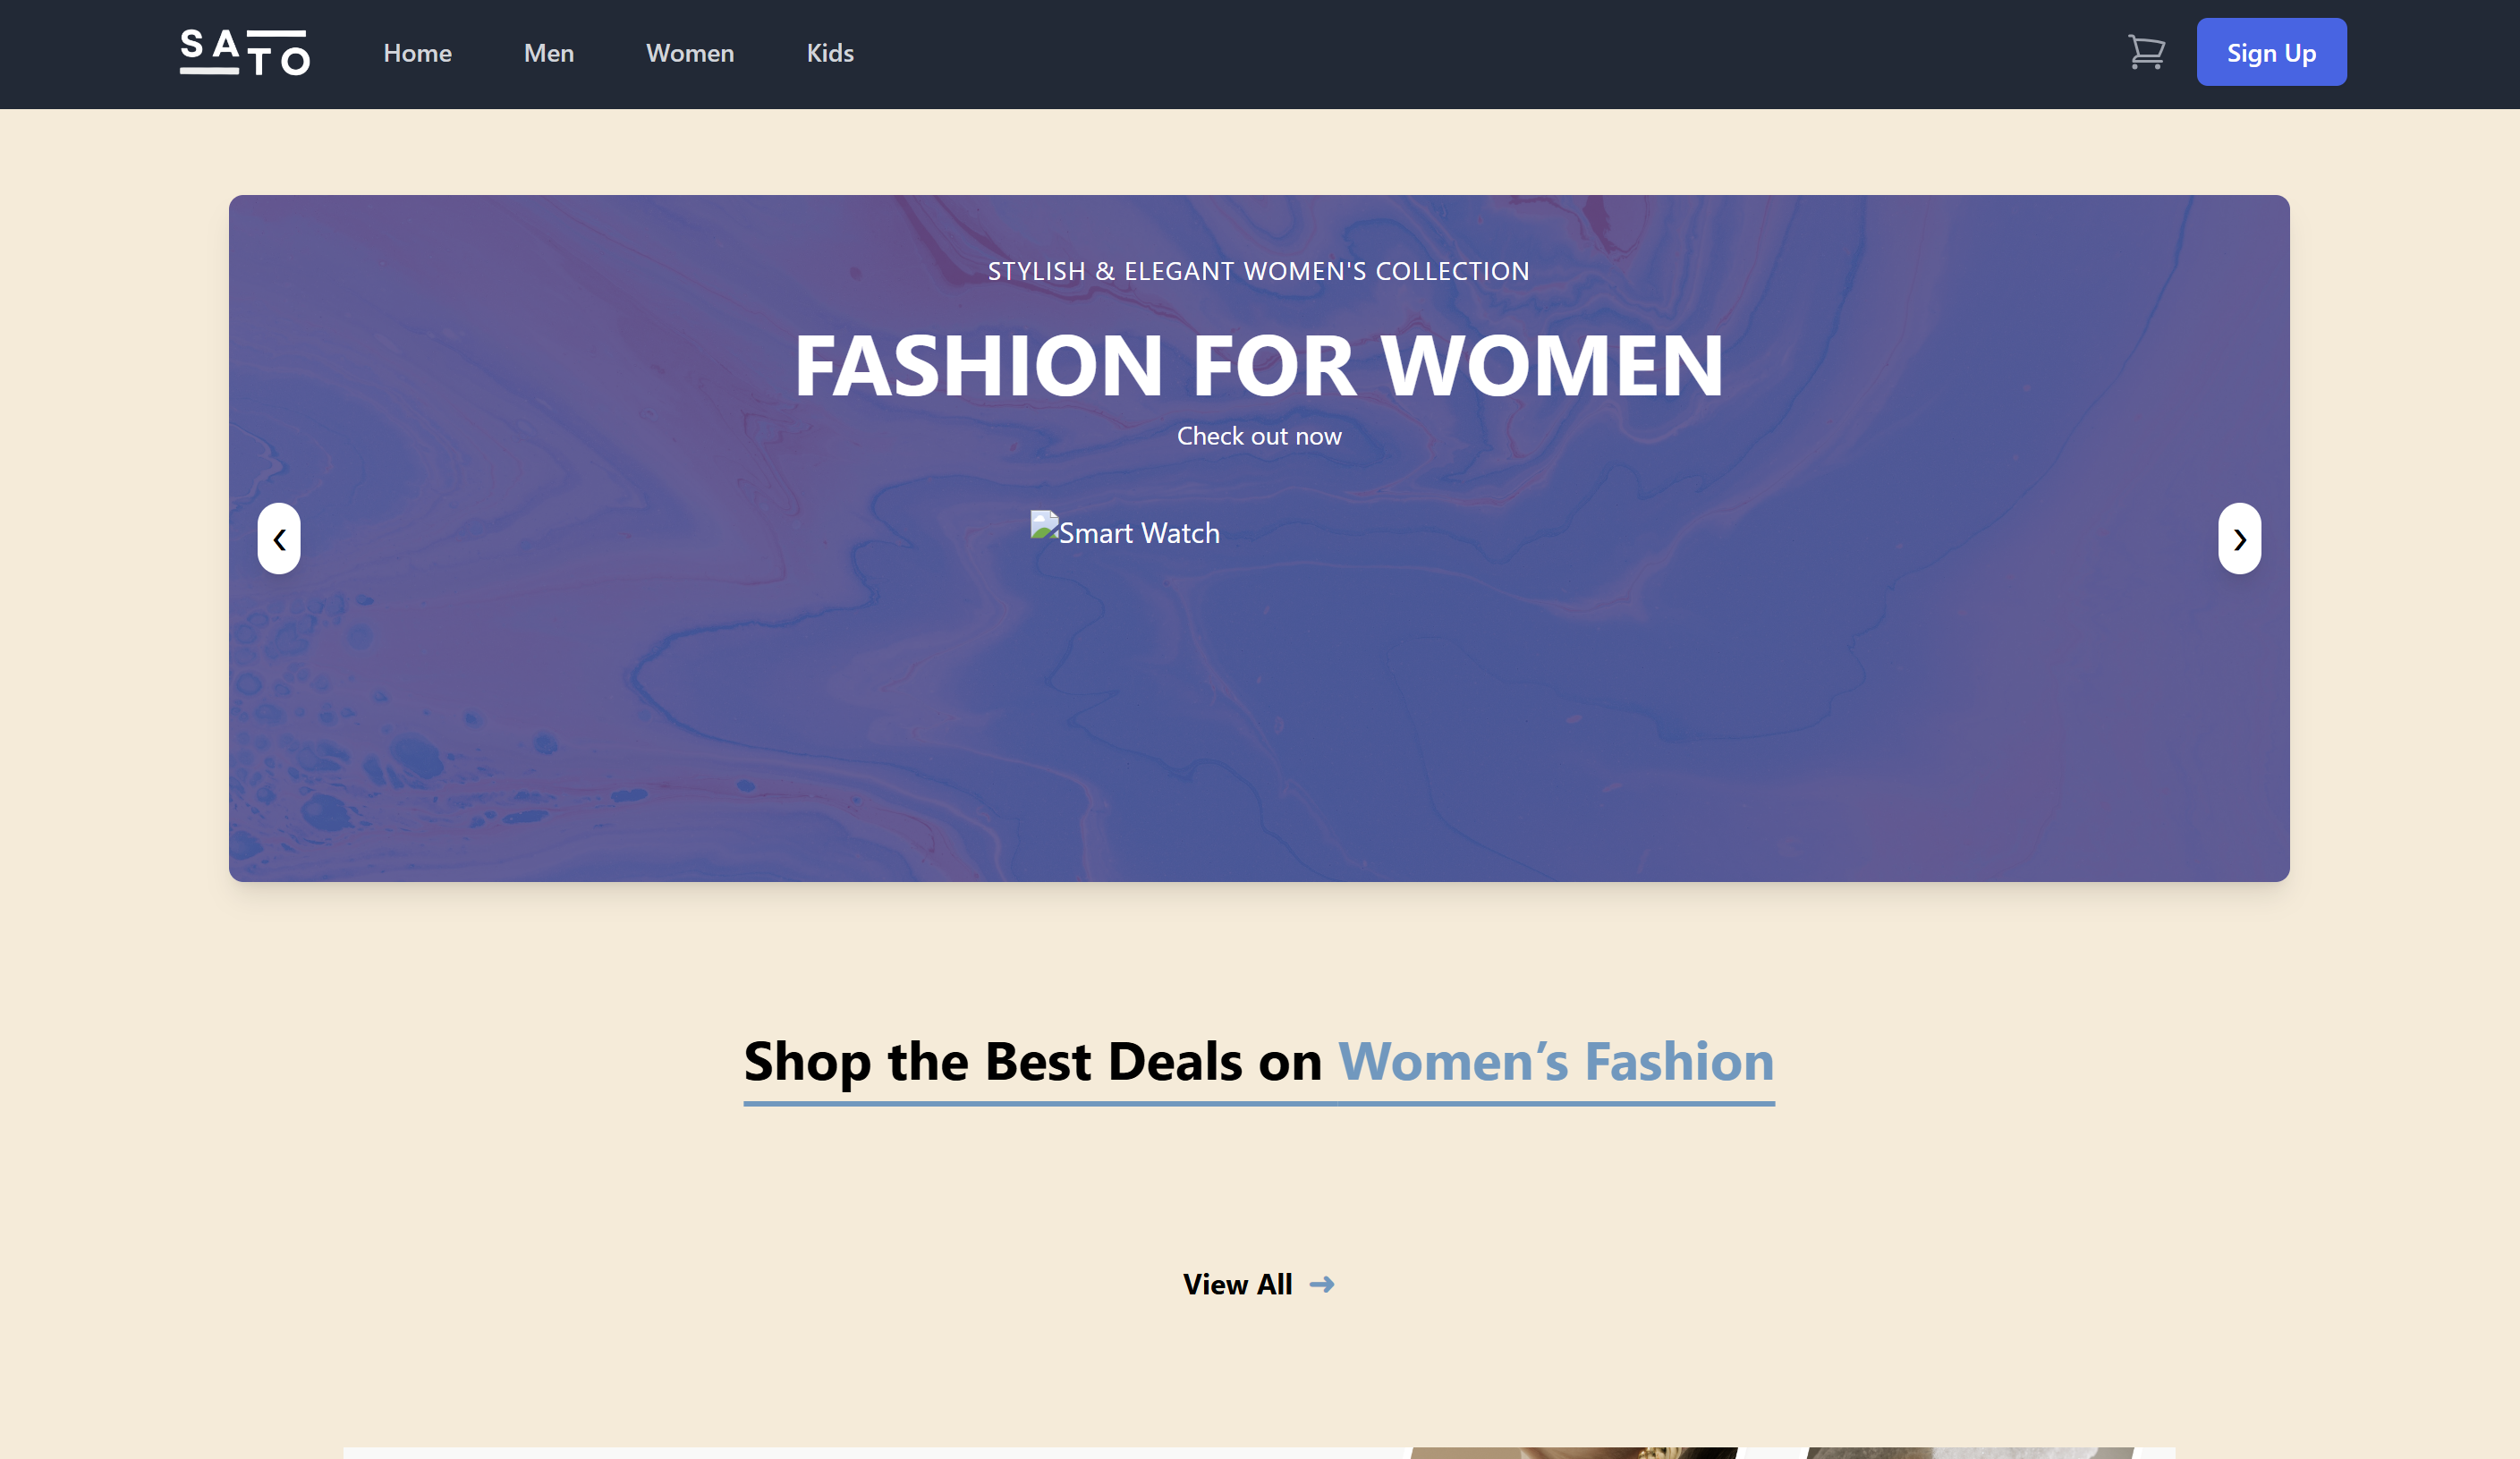 SATO
Home
Men
Women
Kids
Sign Up
STYLISH & ELEGANT WOMEN'S COLLECTION
FASHION FOR WOMEN
Check out now
Smart Watch
Shop the Best Deals on Women’s Fashion
View All